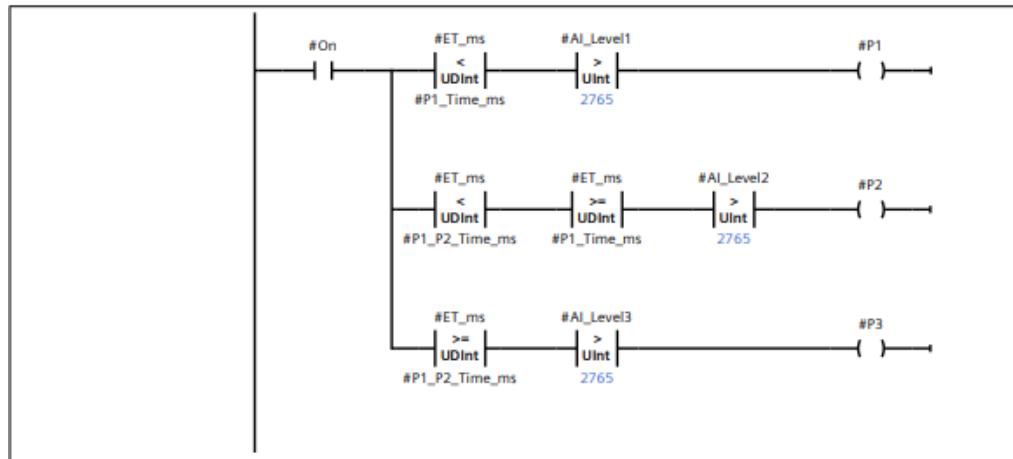 #On
#ET_ms
<
UDInt
#P1_Time_ms
#AI_Level1
>
UInt
2765
#P1
#ET_ms
<
UDInt
#P1_P2_Time_ms
#ET_ms
>=
UDInt
#P1_Time_ms
#AI_Level2
>
UInt
2765
#P2
#ET_ms
>=
UDInt
#P1_P2_Time_ms
#AI_Level3
>
UInt
2765
#P3